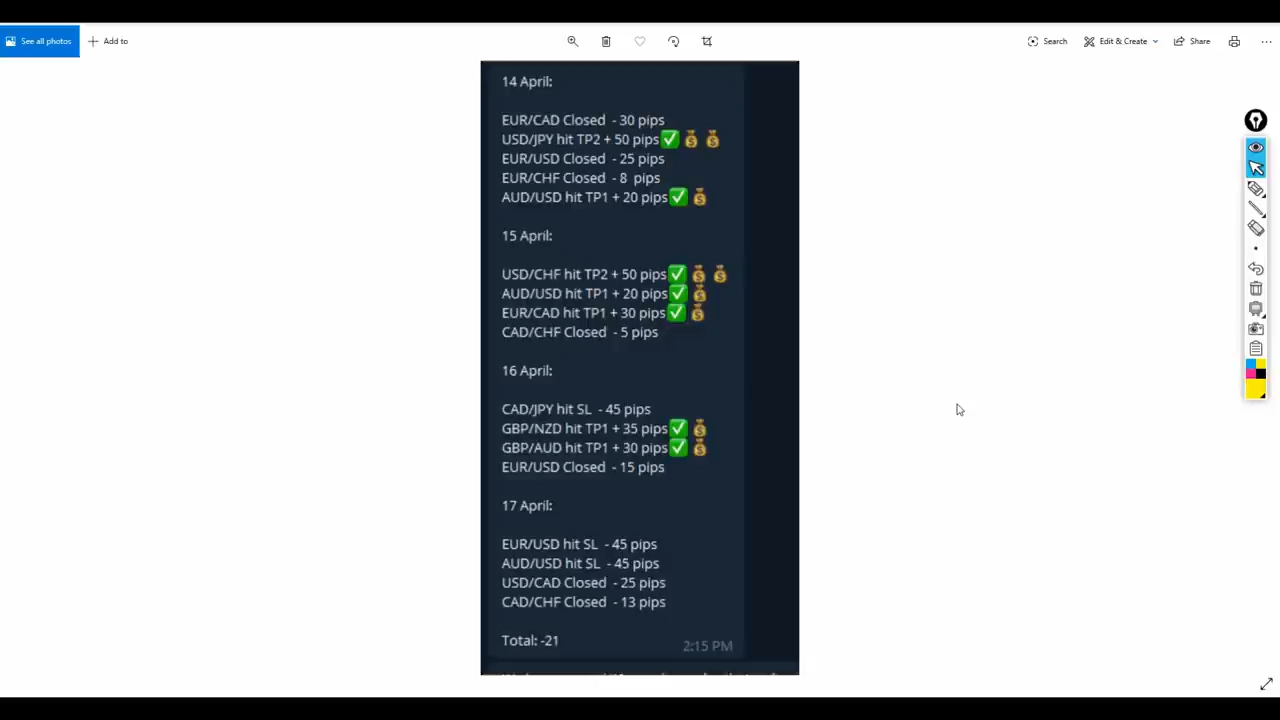 See all photos
Add to
Search
Edit & Create
Share
14 April:
EUR/CAD Closed - 30 pips
USD/JPY hit TP2 + 50 pips✅💰💰
EUR/USD Closed - 25 pips
EUR/CHF Closed - 8 pips
AUD/USD hit TP1 + 20 pips✅💰
15 April:
USD/CHF hit TP2 + 50 pips✅💰💰
AUD/USD hit TP1 + 20 pips✅💰
EUR/CAD hit TP1 + 30 pips✅💰
CAD/CHF Closed - 5 pips
16 April:
CAD/JPY hit SL - 45 pips
GBP/NZD hit TP1 + 35 pips✅💰
GBP/AUD hit TP1 + 30 pips✅💰
EUR/USD Closed - 15 pips
17 April:
EUR/USD hit SL - 45 pips
AUD/USD hit SL - 45 pips
USD/CAD Closed - 25 pips
CAD/CHF Closed - 13 pips
Total: -21
2:15 PM